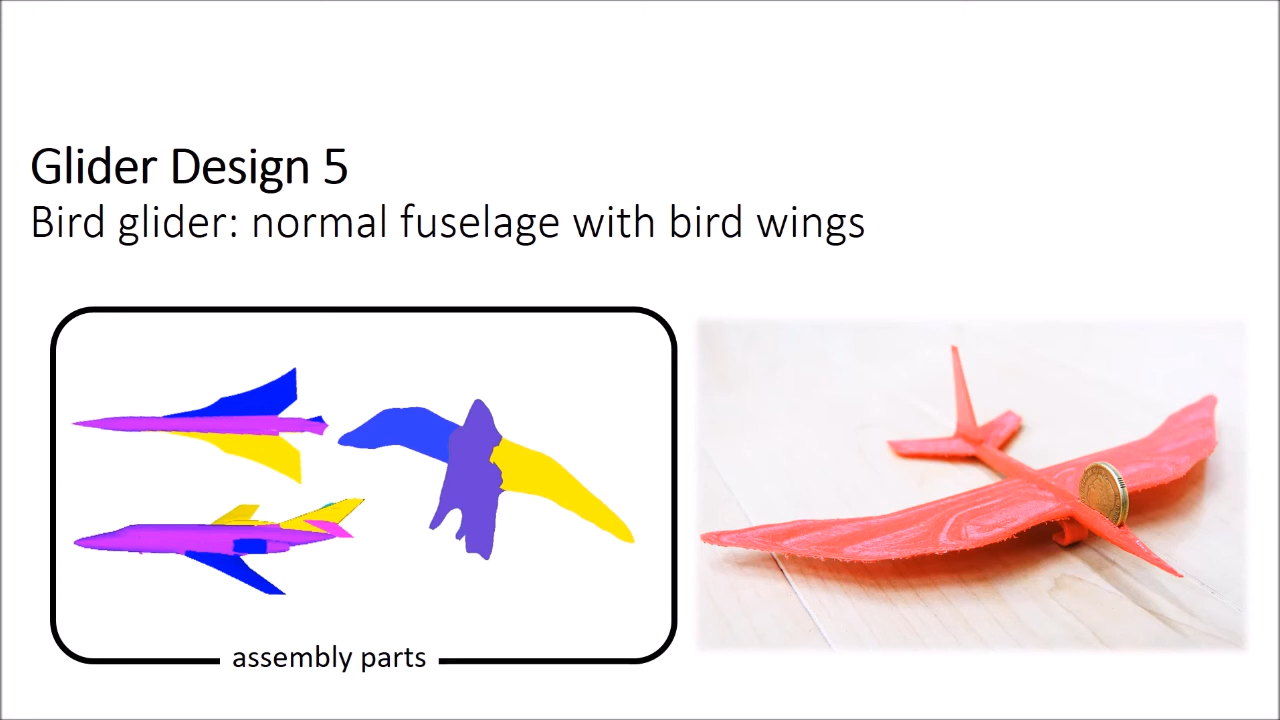 Glider Design 5
Bird glider: normal fuselage with bird wings
assembly parts